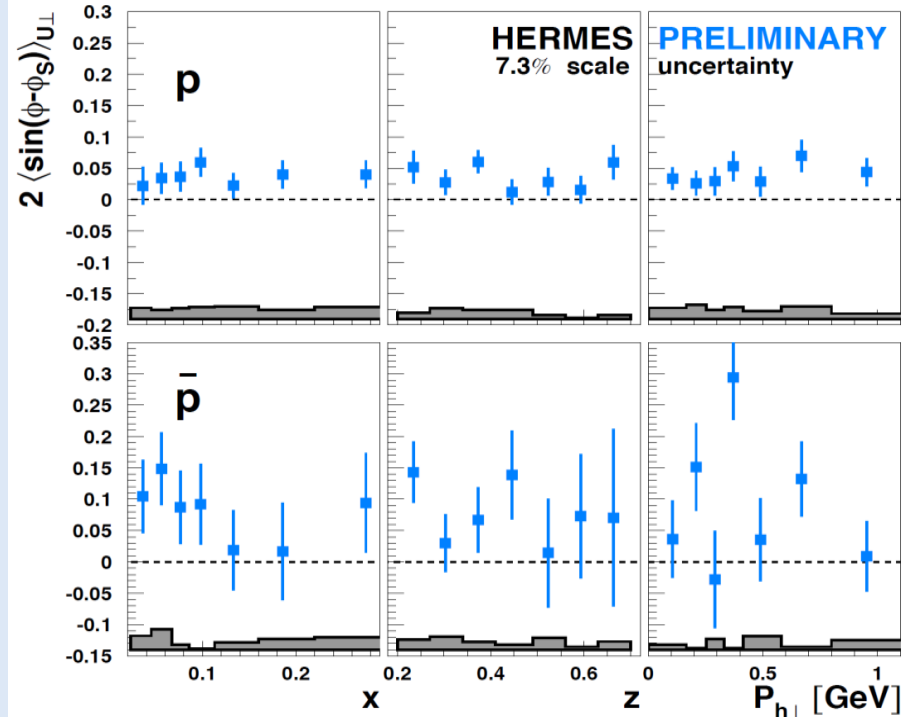 2 ⟨sin(ϕ-ϕS)⟩U⊥
0.3
0.25
0.2
0.15
0.1
0.05
0
-0.05
-0.1
-0.15
-0.2
p
HERMES PRELIMINARY
7.3% scale uncertainty
0.35
0.3
0.25
0.2
0.15
0.1
0.05
0
-0.05
-0.1
-0.15
p̄
0.1 0.2
x
0.2 0.4 0.6
z
0 0.5 1
Ph⊥ [GeV]